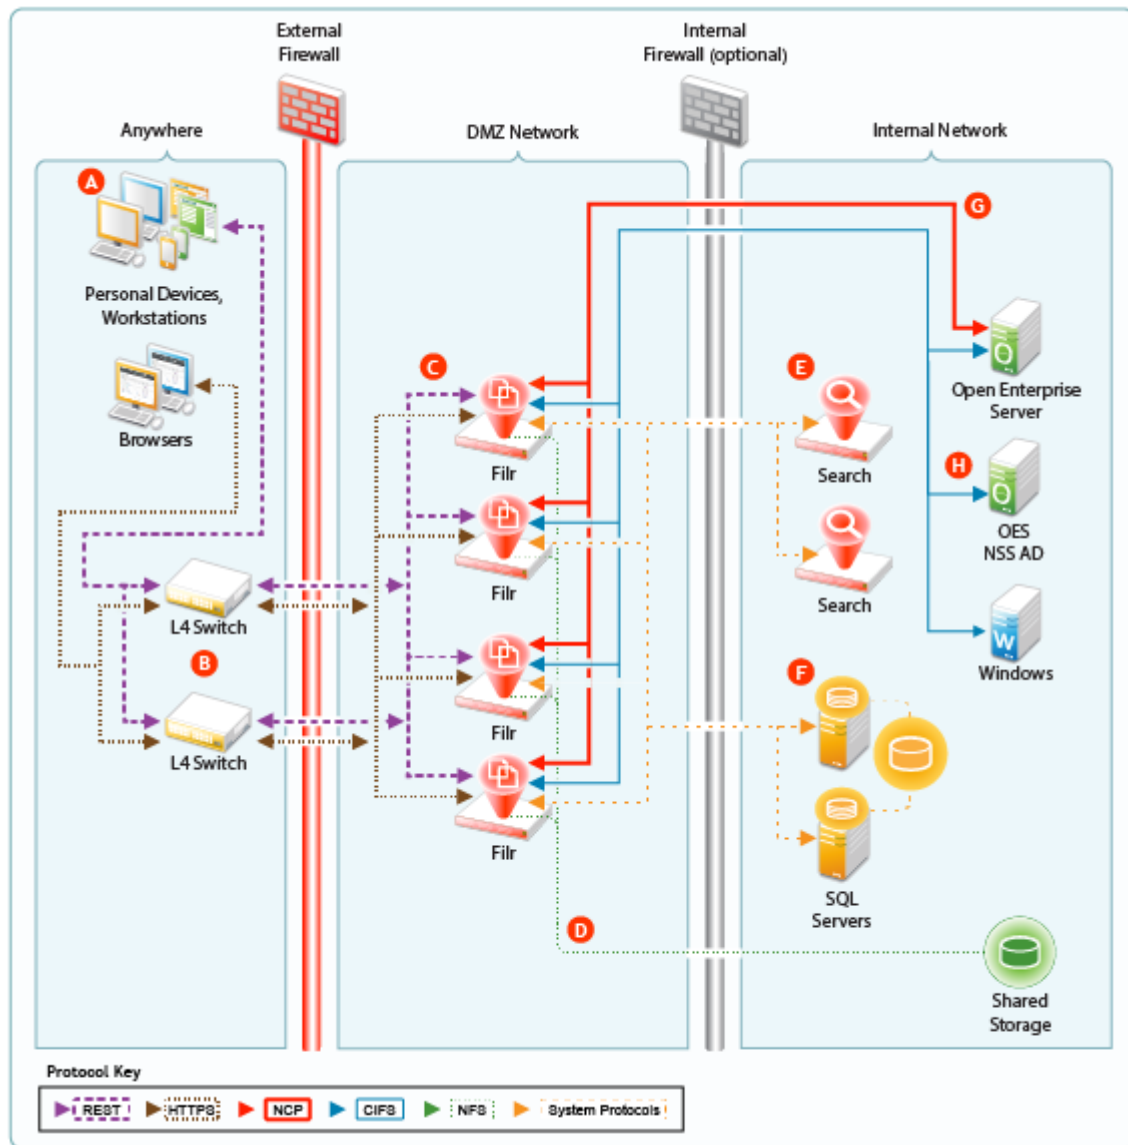 External
Firewall
Internal
Firewall (optional)
Anywhere
DMZ Network
Internal Network
A
Personal Devices,
Workstations
Browsers
L4 Switch
B
L4 Switch
C
Filr
Filr
Filr
Filr
D
G
E
Search
Search
Open Enterprise
Server
H
OES
NSS AD
W
Windows
F
SQL
Servers
Shared
Storage
Protocol Key
REST
HTTPS
NCP
CIFS
NFS
System Protocols